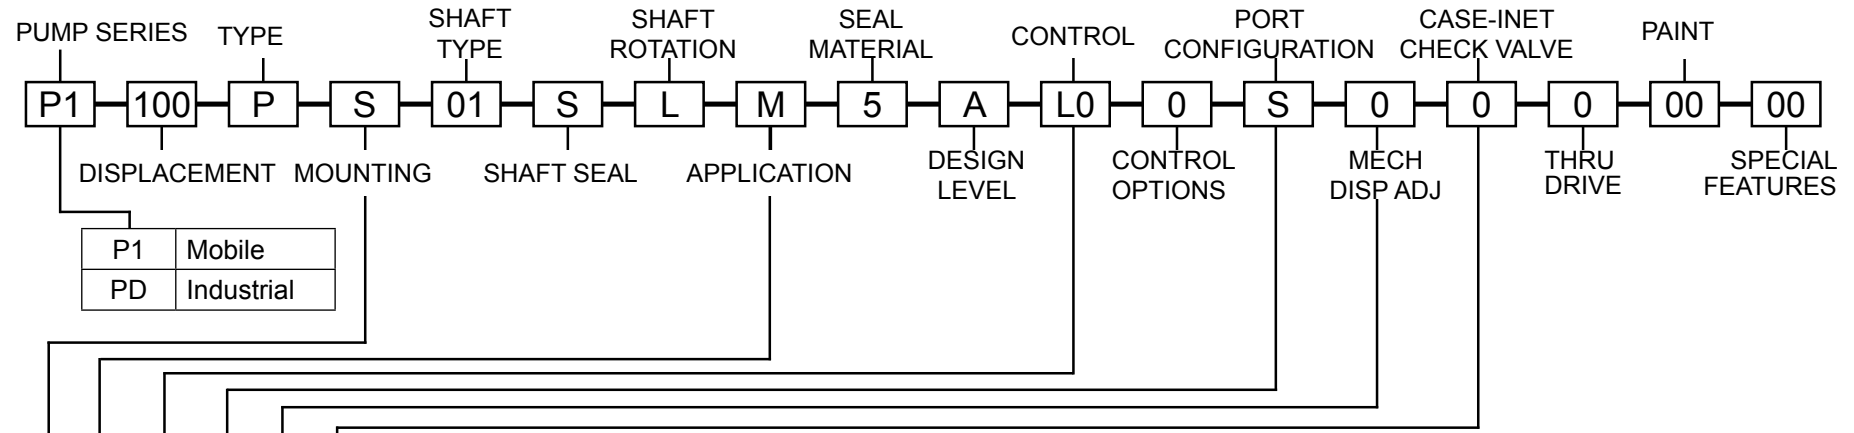 PUMP SERIES
TYPE
SHAFT
TYPE
SHAFT
ROTATION
SEAL
MATERIAL
CONTROL
PORT
CONFIGURATION
CASE-INET
CHECK VALVE
PAINT
P1 100 P S 01 S L M 5 A L0 0 S 0 0 0 00 00
DISPLACEMENT
MOUNTING
SHAFT SEAL
APPLICATION
DESIGN
LEVEL
CONTROL
OPTIONS
MECH
DISP ADJ
THRU
DRIVE
SPECIAL
FEATURES
P1 Mobile
PD Industrial